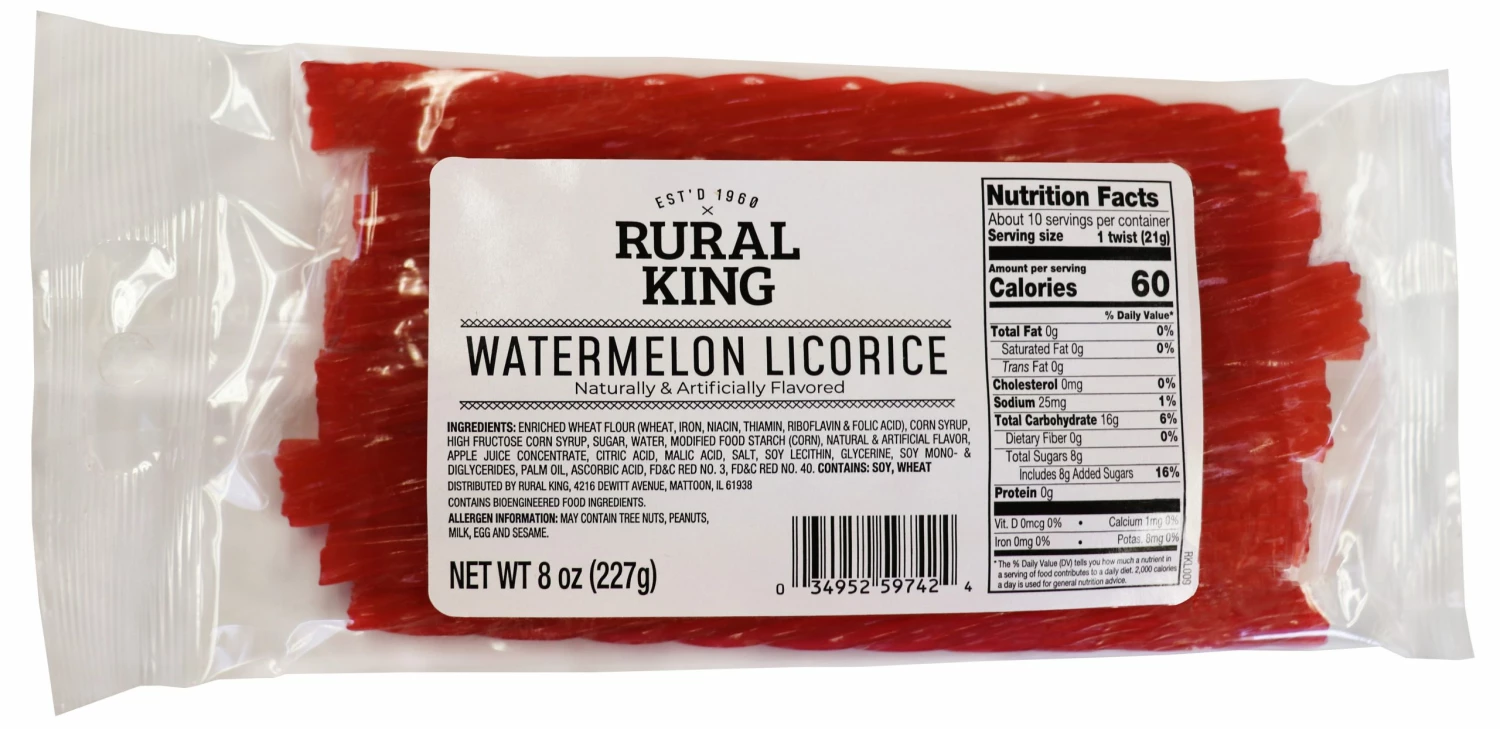 EST'D 1960
RURAL
KING
WATERMELON LICORICE
Naturally & Artificially Flavored
INGREDIENTS: ENRICHED WHEAT FLOUR (WHEAT, IRON, NIACIN, THIAMIN, RIBOFLAVIN & FOLIC ACID), CORN SYRUP,
HIGH FRUCTOSE CORN SYRUP, SUGAR, WATER, MODIFIED FOOD STARCH (CORN), NATURAL & ARTIFICIAL FLAVOR,
APPLE JUICE CONCENTRATE, CITRIC ACID, MALIC ACID, SALT, SOY LECITHIN, GLYCERINE, SOY MONO- &
DIGLYCERIDES, PALM OIL, ASCORBIC ACID, FD&C RED NO. 3, FD&C RED NO. 40. CONTAINS: SOY, WHEAT
DISTRIBUTED BY RURAL KING, 4216 DEWITT AVENUE, MATTOON, IL 61938
CONTAINS BIOENGINEERED FOOD INGREDIENTS.
ALLERGEN INFORMATION: MAY CONTAIN TREE NUTS, PEANUTS,
MILK, EGG AND SESAME.
NET WT 8 oz (227g)
0 34952 59742 4
Nutrition Facts
About 10 servings per container
Serving size 1 twist (21g)
Amount per serving
Calories 60
% Daily Value*
Total Fat 0g 0%
Saturated Fat 0g 0%
Trans Fat 0g
Cholesterol 0mg 0%
Sodium 25mg 1%
Total Carbohydrate 16g 6%
Dietary Fiber 0g 0%
Total Sugars 8g
Includes 8g Added Sugars 16%
Protein 0g
Vit. D 0mcg 0% • Calcium 1mg 0%
Iron 0mg 0% • Potas. 8mg 0%
* The % Daily Value (DV) tells you how much a nutrient in
a serving of food contributes to a daily diet. 2,000 calories
a day is used for general nutrition advice.
RKL009